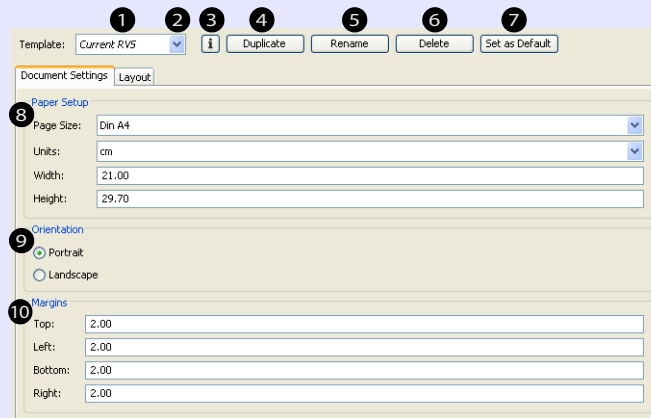 1 2 3 4 5 6 7
Template: Current RVS i Duplicate Rename Delete Set as Default
Document Settings Layout
Paper Setup
8
Page Size: Din A4
Units: cm
Width: 21.00
Height: 29.70
Orientation
9
Portrait
Landscape
Margins
10
Top: 2.00
Left: 2.00
Bottom: 2.00
Right: 2.00